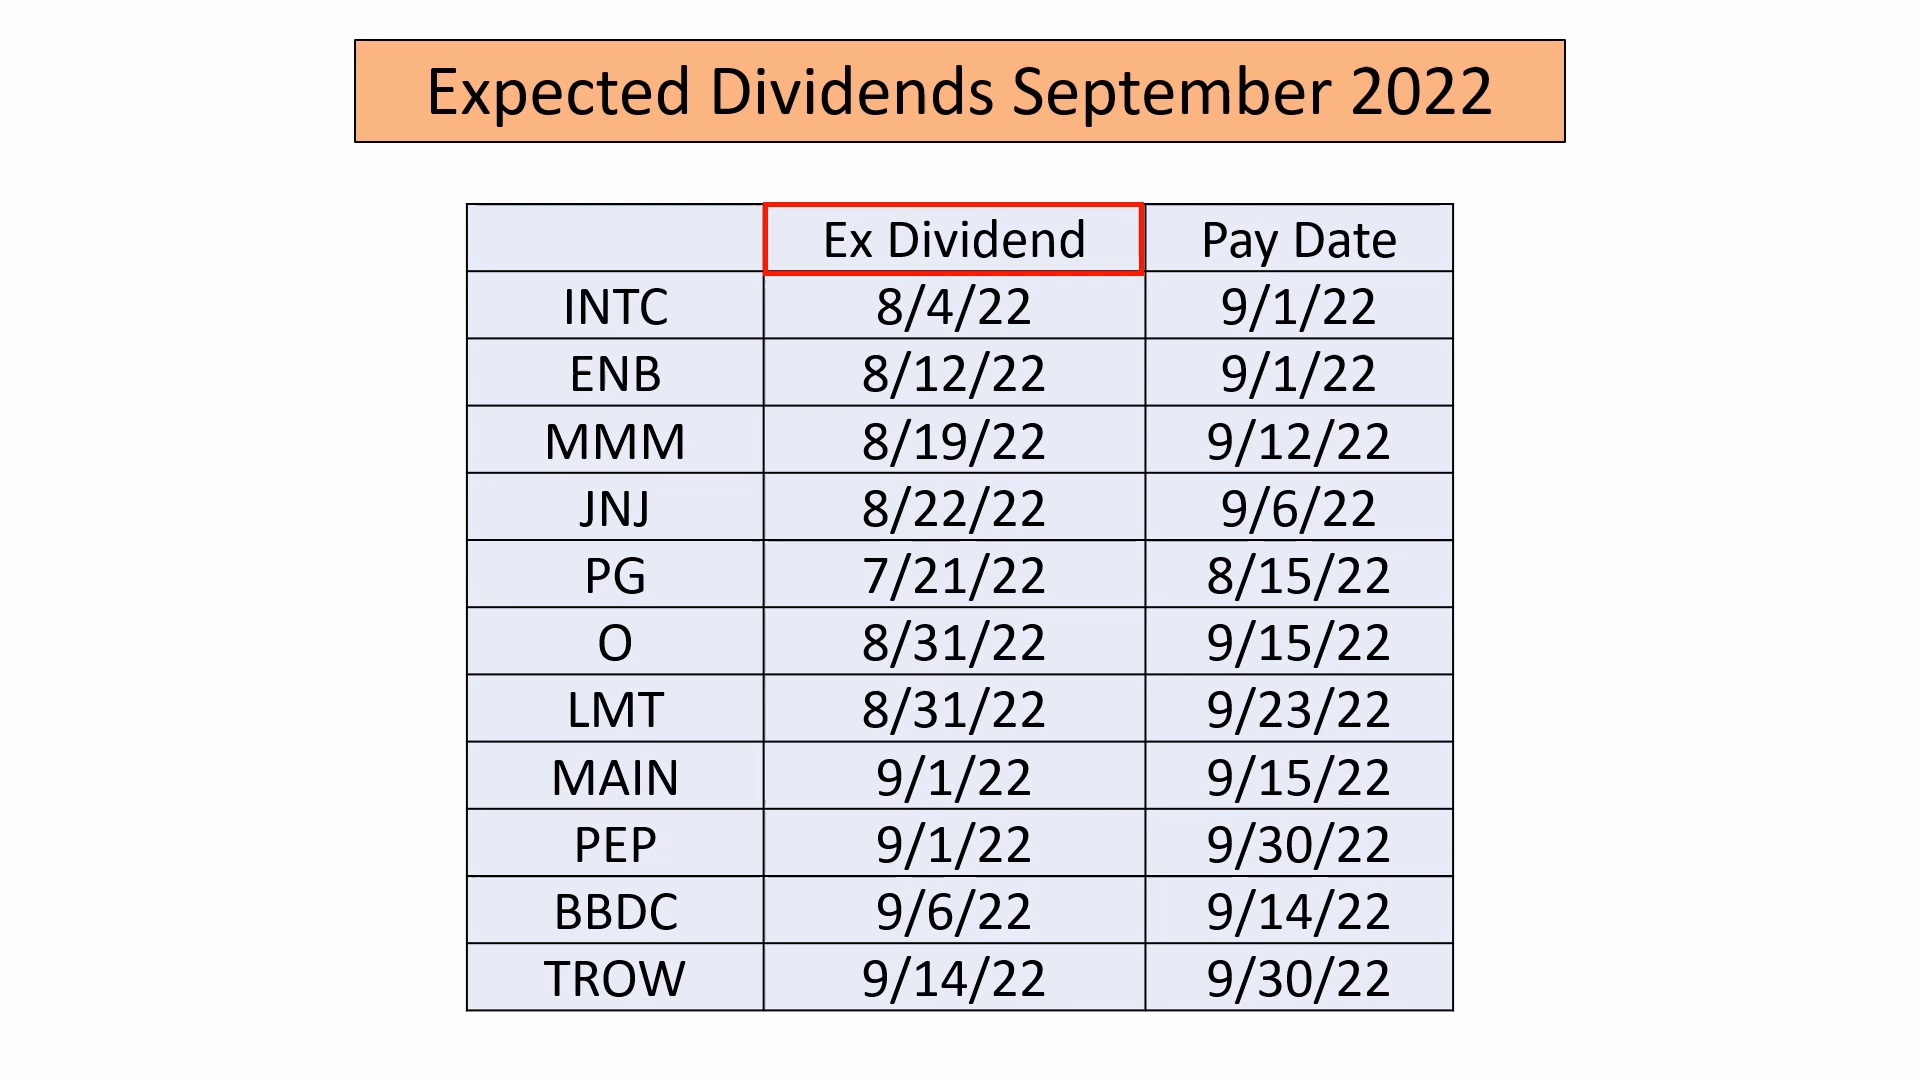 Expected Dividends September 2022
Ex Dividend Pay Date
INTC 8/4/22 9/1/22
ENB 8/12/22 9/1/22
MMM 8/19/22 9/12/22
JNJ 8/22/22 9/6/22
PG 7/21/22 8/15/22
O 8/31/22 9/15/22
LMT 8/31/22 9/23/22
MAIN 9/1/22 9/15/22
PEP 9/1/22 9/30/22
BBDC 9/6/22 9/14/22
TROW 9/14/22 9/30/22